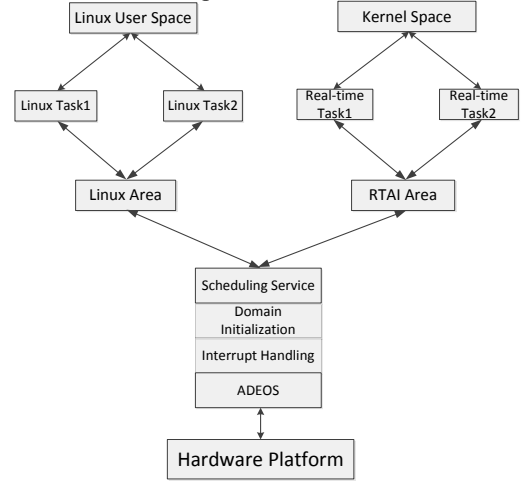 Linux User Space
Kernel Space
Linux Task1
Linux Task2
Real-time
Task1
Real-time
Task2
Linux Area
RTAI Area
Scheduling Service
Domain
Initialization
Interrupt Handling
ADEOS
Hardware Platform